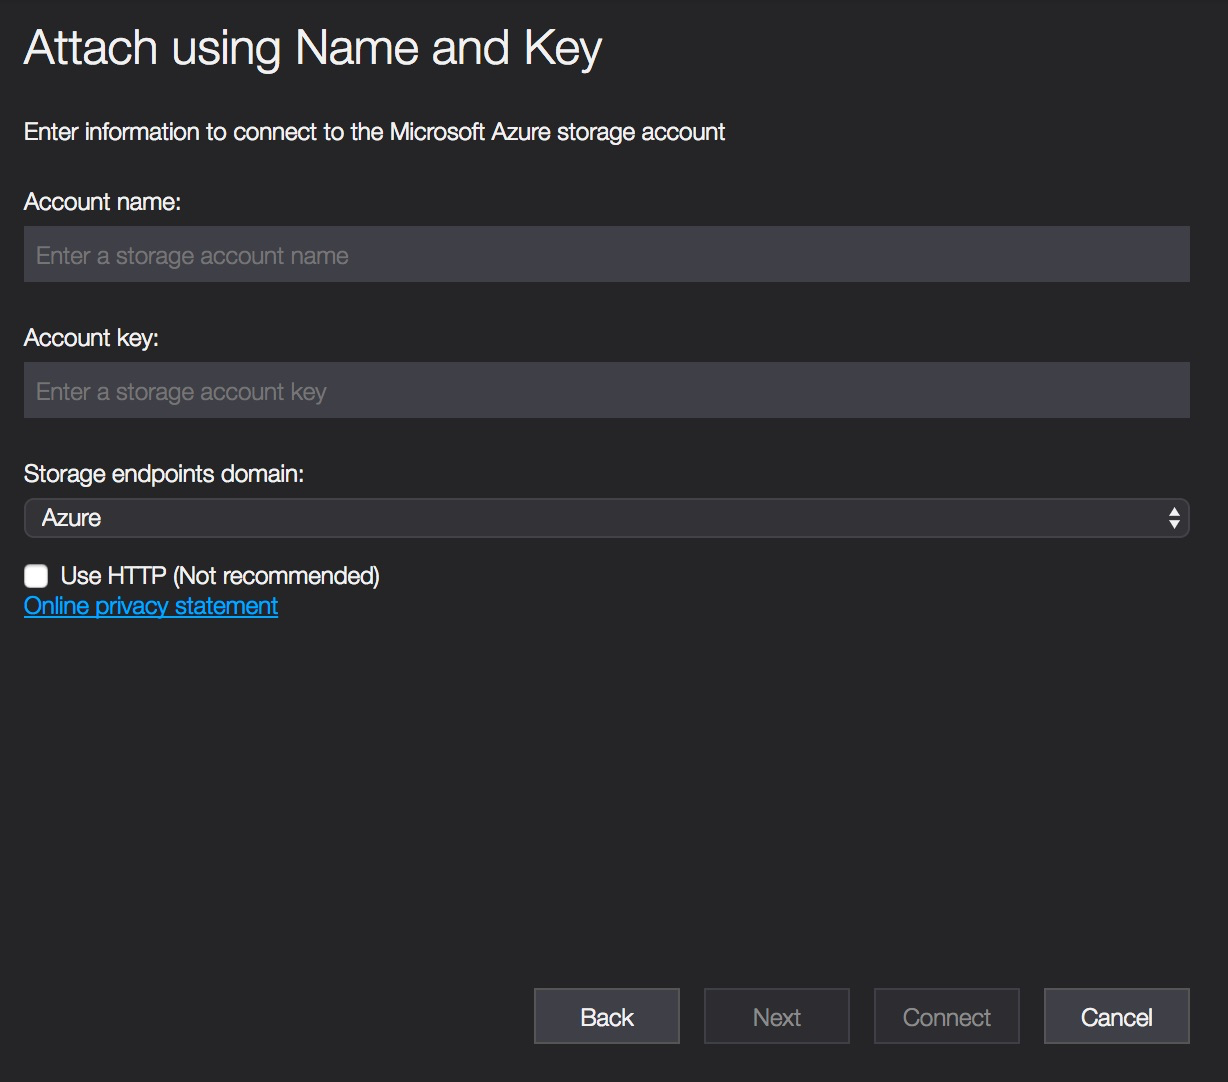 Attach using Name and Key
Enter information to connect to the Microsoft Azure storage account
Account name:
Enter a storage account name
Account key:
Enter a storage account key
Storage endpoints domain:
Azure
Use HTTP (Not recommended)
Online privacy statement
Back Next Connect Cancel